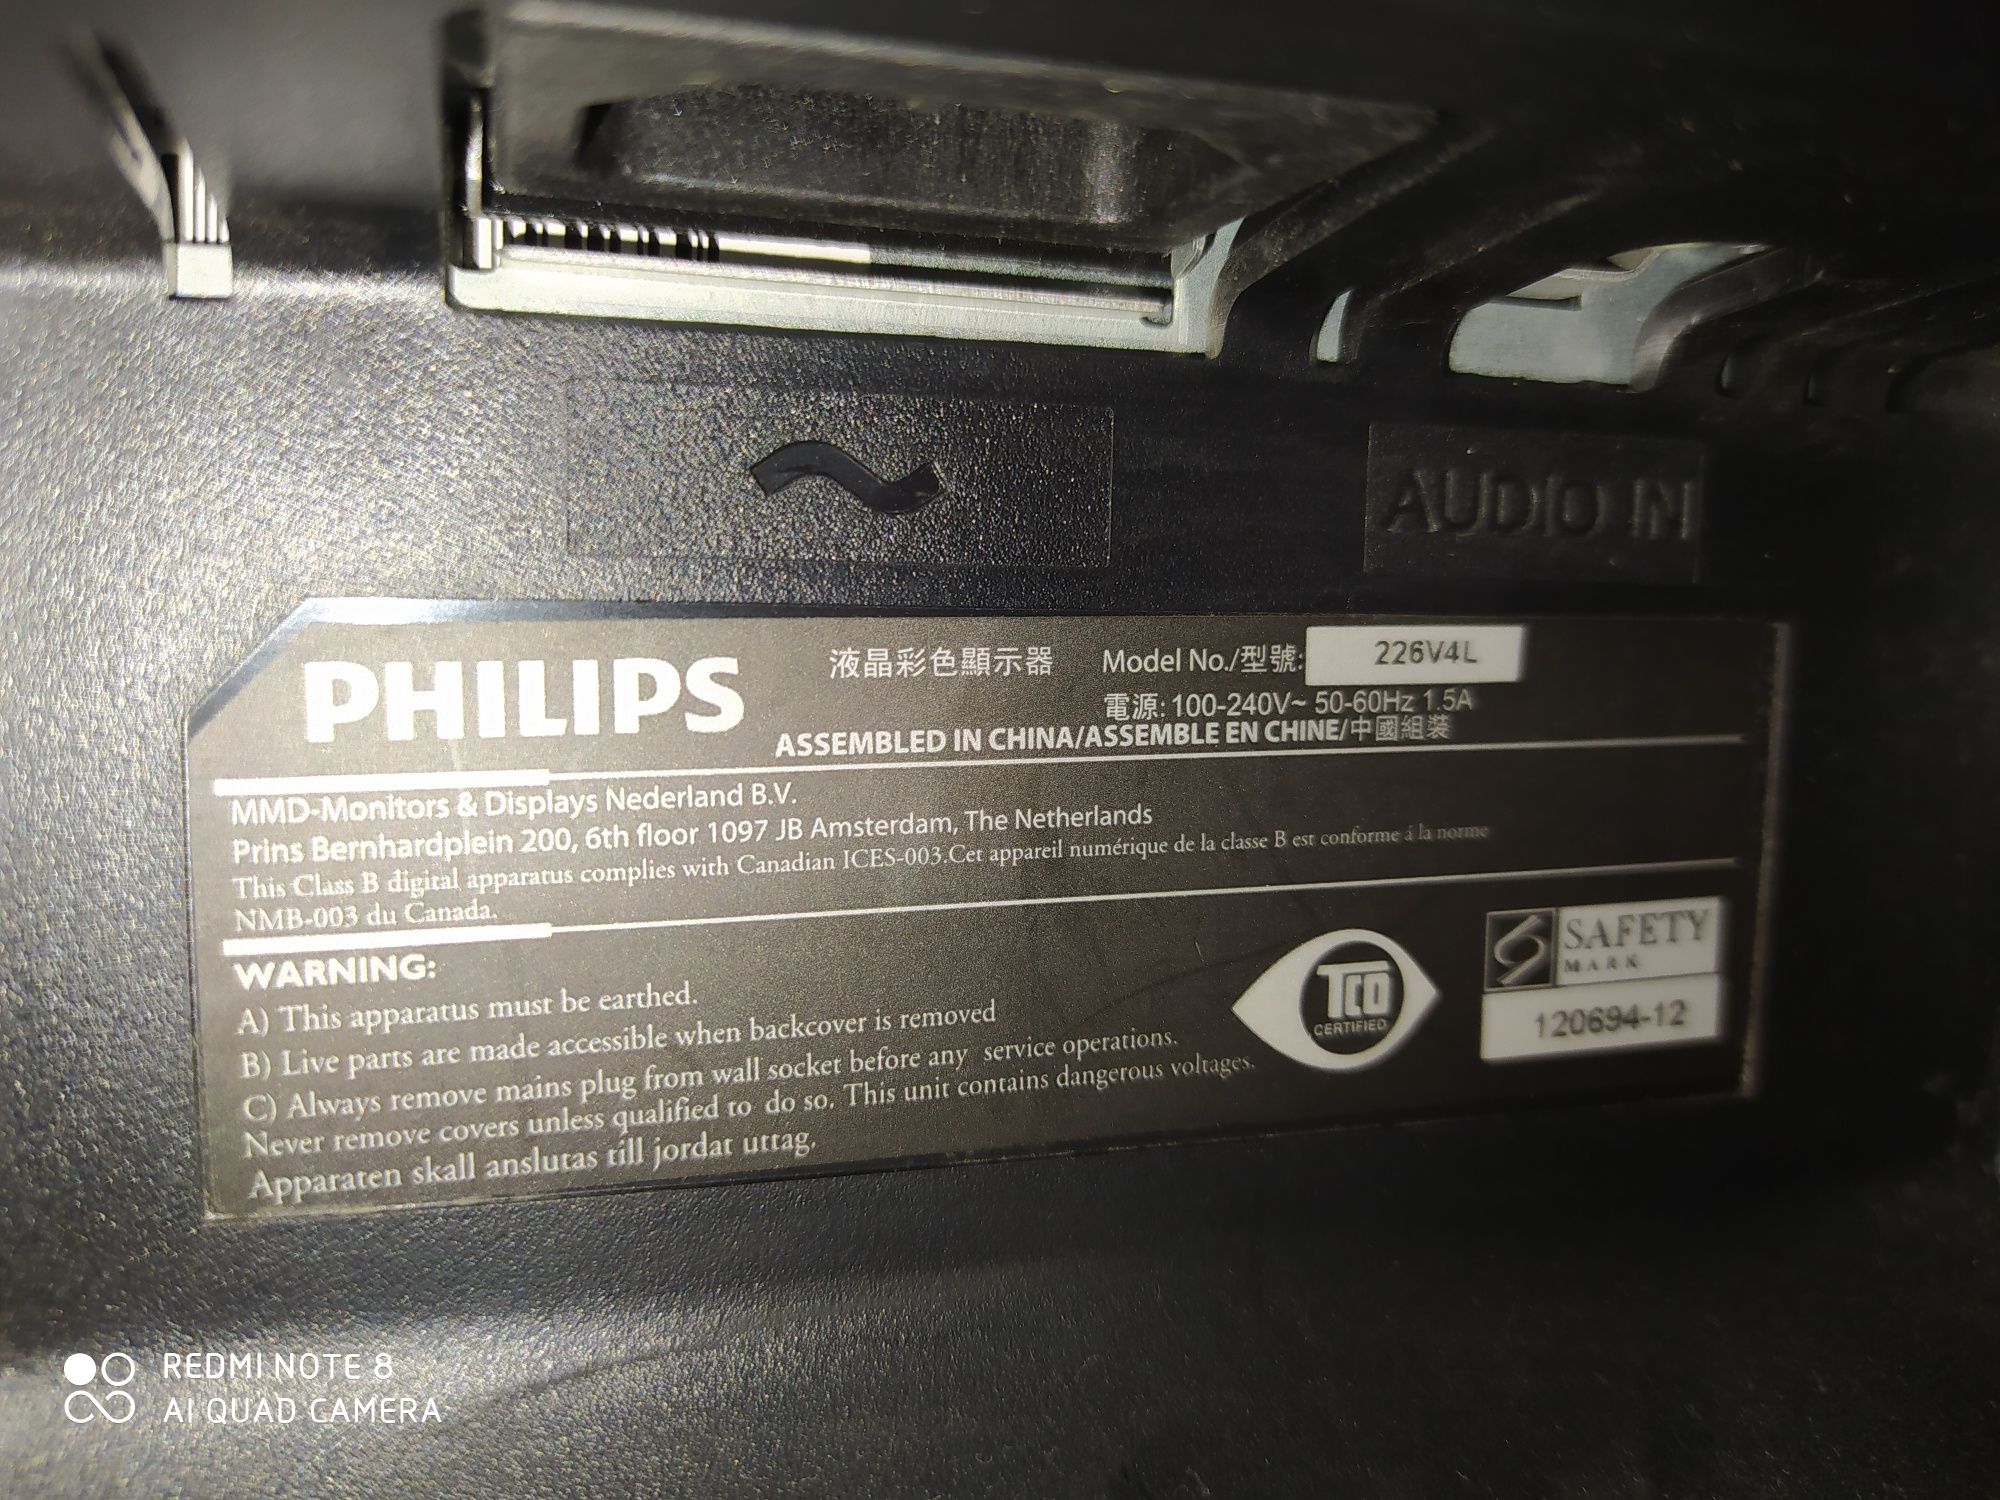 AUDIO IN
PHILIPS
液晶彩色顯示器
Model No./型號: 226V4L
電源: 100-240V~ 50-60Hz 1.5A
ASSEMBLED IN CHINA/ASSEMBLE EN CHINE/中國組裝
MMD-Monitors & Displays Nederland B.V.
Prins Bernhardplein 200, 6th floor 1097 JB Amsterdam, The Netherlands
This Class B digital apparatus complies with Canadian ICES-003.Cet appareil numérique de la classe B est conforme á la norme
NMB-003 du Canada.
WARNING:
A) This apparatus must be earthed.
B) Live parts are made accessible when backcover is removed
C) Always remove mains plug from wall socket before any service operations.
Never remove covers unless qualified to do so. This unit contains dangerous voltages.
Apparaten skall anslutas till jordat uttag.
TCO
CERTIFIED
SAFETY
MARK
120694-12
REDMI NOTE 8
AI QUAD CAMERA